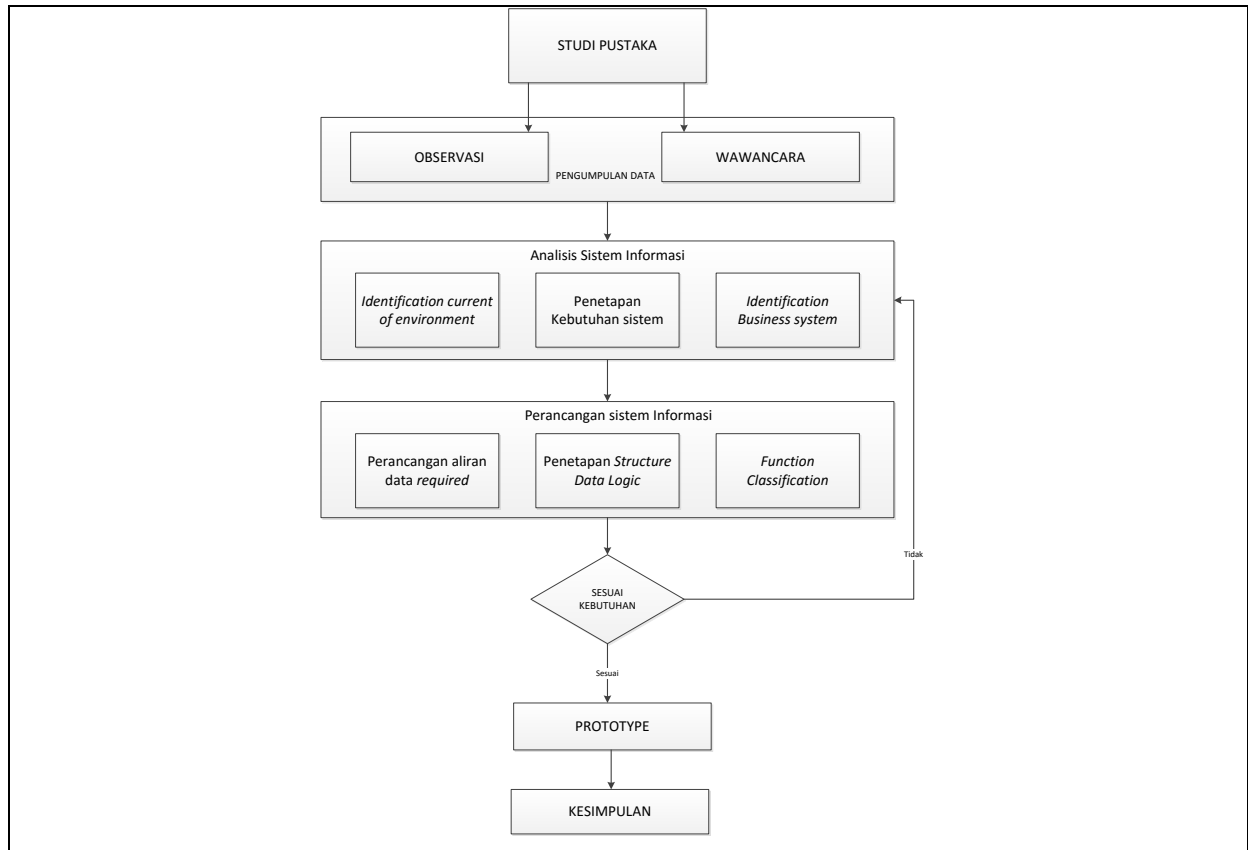 STUDI PUSTAKA
OBSERVASI
WAWANCARA
PENGUMPULAN DATA
Analisis Sistem Informasi
Identification current
of environment
Penetapan
Kebutuhan sistem
Identification
Business system
Perancangan sistem Informasi
Perancangan aliran
data required
Penetapan Structure
Data Logic
Function
Classification
Tidak
SESUAI
KEBUTUHAN
Sesuai
PROTOTYPE
KESIMPULAN